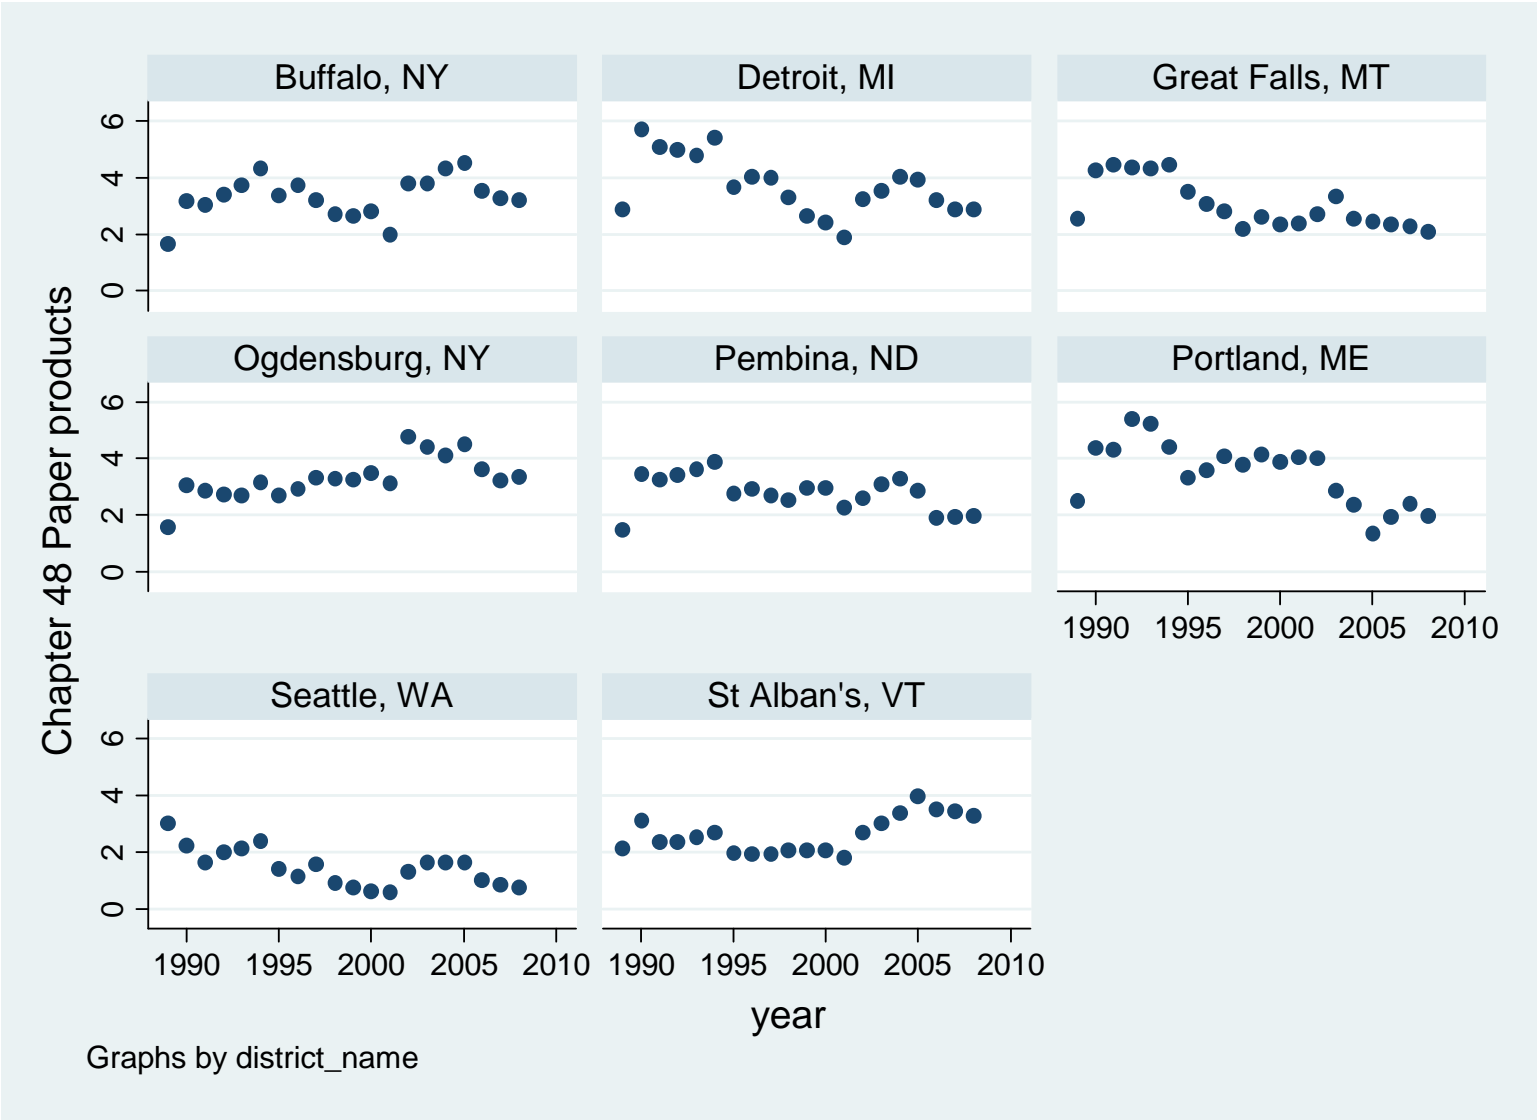 Buffalo, NY
Detroit, MI
Great Falls, MT
6
4
2
0
Ogdensburg, NY
Pembina, ND
Portland, ME
6
4
2
0
1990 1995 2000 2005 2010
Seattle, WA
St Alban's, VT
6
4
2
0
1990 1995 2000 2005 2010
1990 1995 2000 2005 2010
Chapter 48 Paper products
year
Graphs by district_name